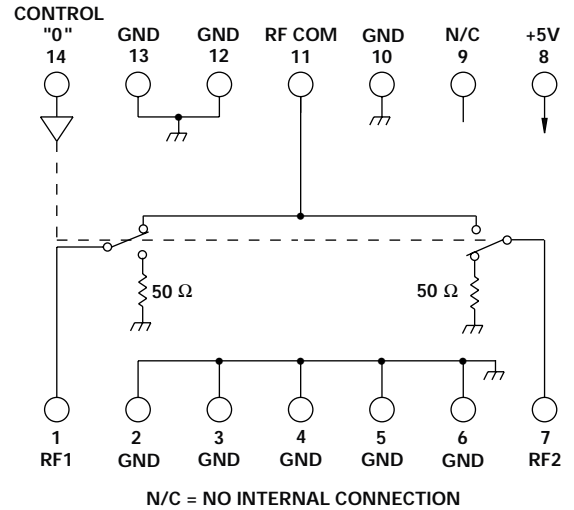 CONTROL
"0" GND GND RF COM GND N/C +5V
14 13 12 11 10 9 8
50 Ω 50 Ω
1 2 3 4 5 6 7
RF1 GND GND GND GND GND RF2
N/C = NO INTERNAL CONNECTION